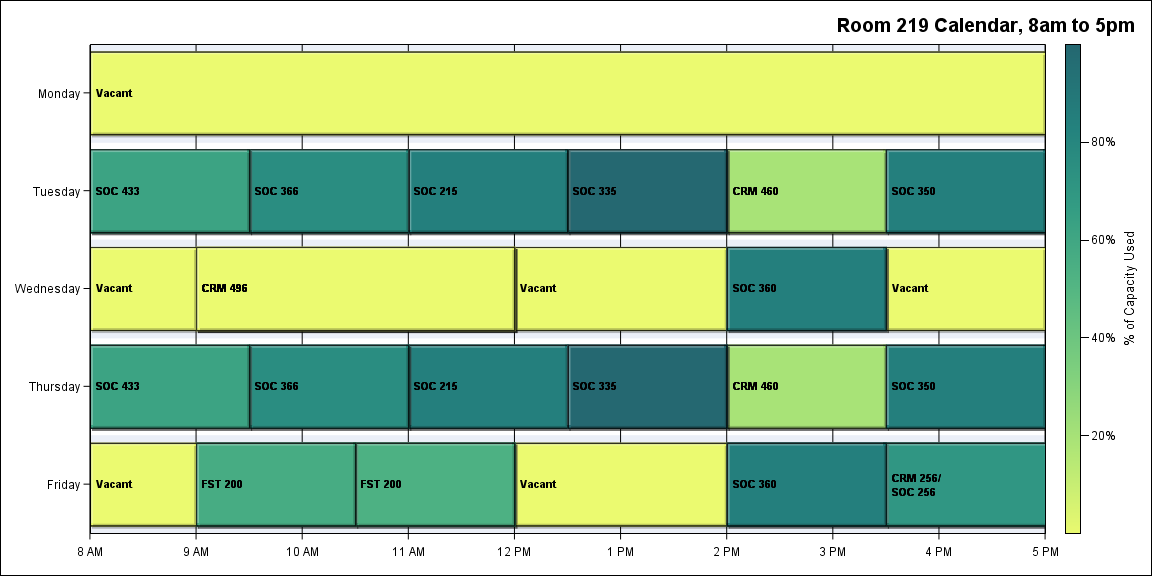 Room 219 Calendar, 8am to 5pm
Monday
Vacant
Tuesday
SOC 433
SOC 366
SOC 215
SOC 335
CRM 460
SOC 350
Wednesday
Vacant
CRM 496
Vacant
SOC 360
Vacant
Thursday
SOC 433
SOC 366
SOC 215
SOC 335
CRM 460
SOC 350
Friday
Vacant
FST 200
FST 200
Vacant
SOC 360
CRM 256/
SOC 256
8 AM
9 AM
10 AM
11 AM
12 PM
1 PM
2 PM
3 PM
4 PM
5 PM
80%
60%
40%
20%
% of Capacity Used